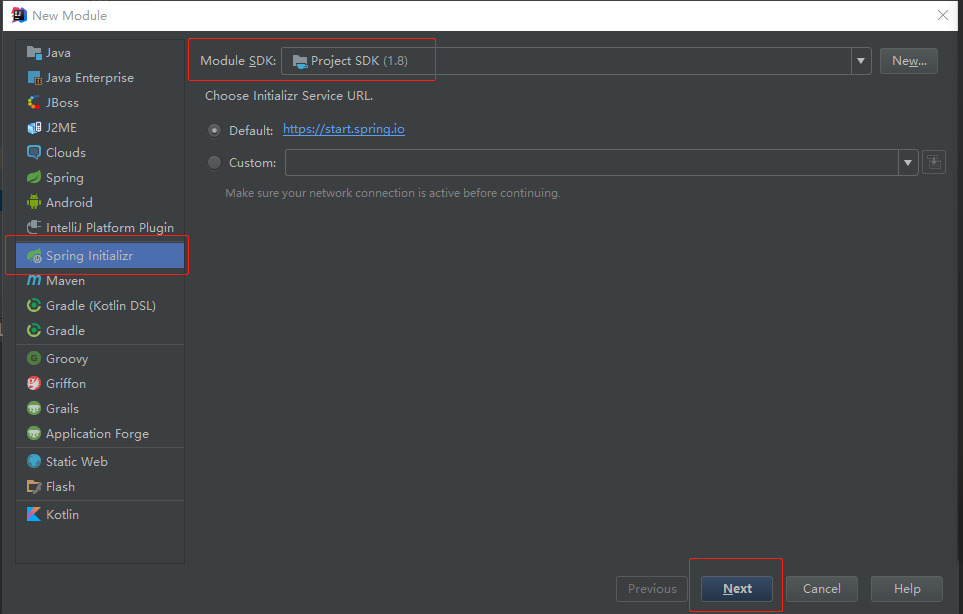 New Module
Java
Java Enterprise
JBoss
J2ME
Clouds
Spring
Android
IntelliJ Platform Plugin
Spring Initializr
Maven
Gradle (Kotlin DSL)
Gradle
Groovy
Griffon
Grails
Application Forge
Static Web
Flash
Kotlin
Module SDK: Project SDK (1.8) New...
Choose Initializr Service URL.
Default: https://start.spring.io
Custom:
Make sure your network connection is active before continuing.
Previous Next Cancel Help